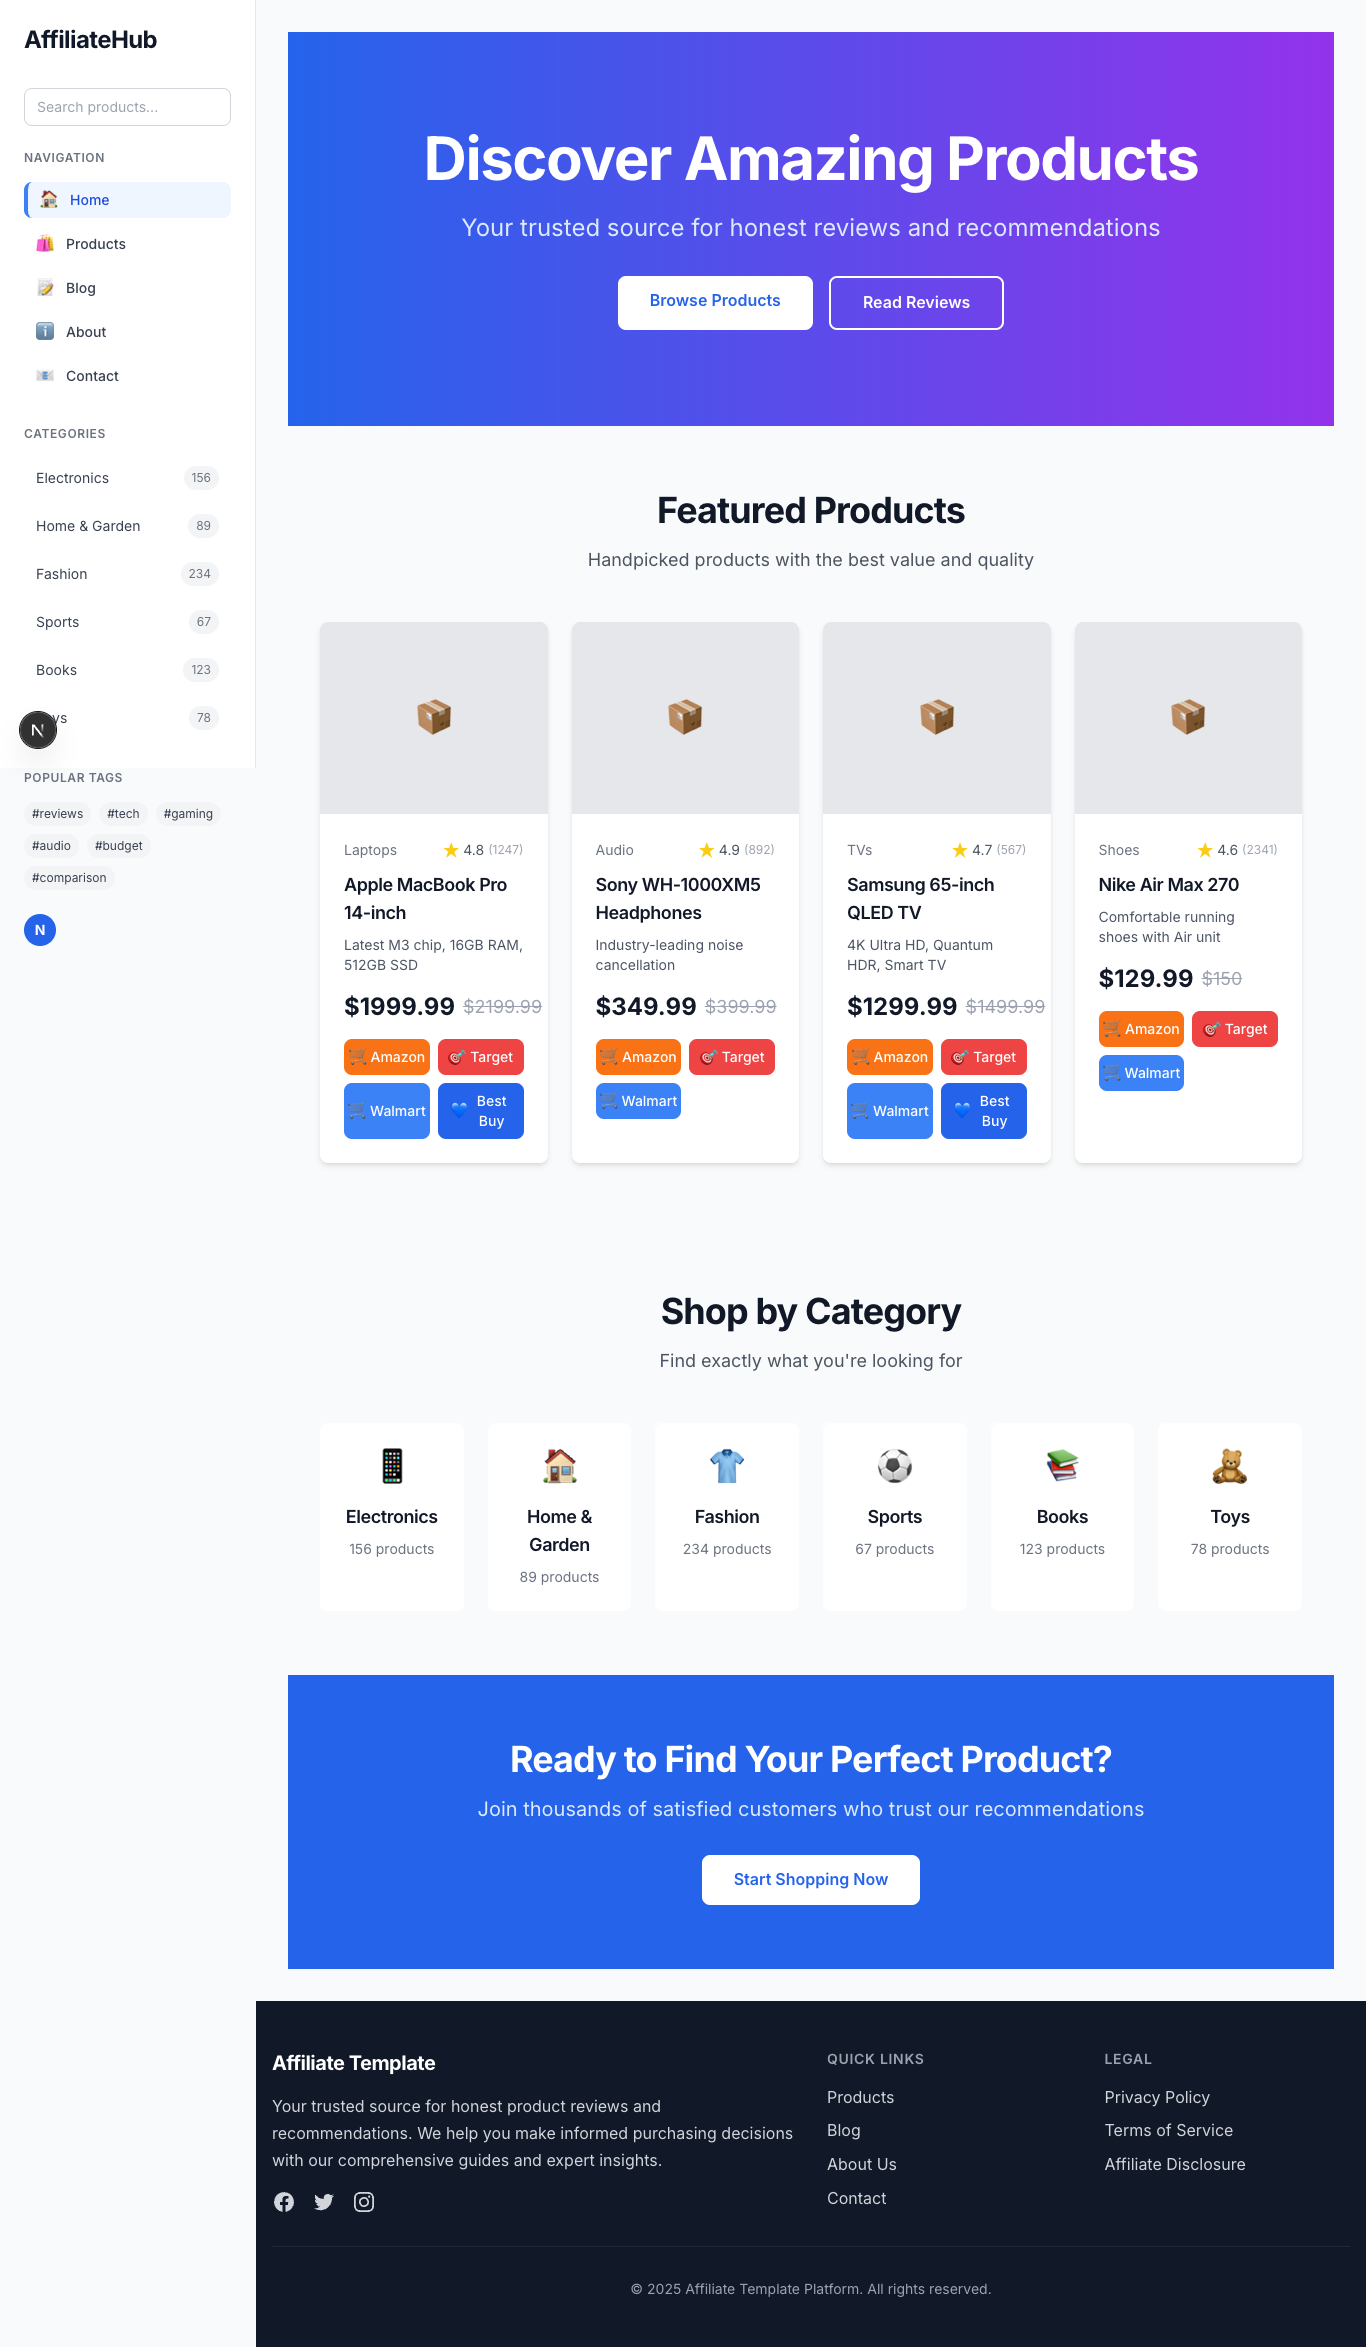 AffiliateHub
Search products...
NAVIGATION
Home
Products
Blog
About
Contact
CATEGORIES
Electronics 156
Home & Garden 89
Fashion 234
Sports 67
Books 123
ys 78
N
POPULAR TAGS
#reviews #tech #gaming
#audio #budget
#comparison
N
Discover Amazing Products
Your trusted source for honest reviews and recommendations
Browse Products Read Reviews
Featured Products
Handpicked products with the best value and quality
Laptops 4.8 (1247)
Apple MacBook Pro
14-inch
Latest M3 chip, 16GB RAM,
512GB SSD
$1999.99 $2199.99
Amazon Target
Walmart Best
Buy
Audio 4.9 (892)
Sony WH-1000XM5
Headphones
Industry-leading noise
cancellation
$349.99 $399.99
Amazon Target
Walmart
TVs 4.7 (567)
Samsung 65-inch
QLED TV
4K Ultra HD, Quantum
HDR, Smart TV
$1299.99 $1499.99
Amazon Target
Walmart Best
Buy
Shoes 4.6 (2341)
Nike Air Max 270
Comfortable running
shoes with Air unit
$129.99 $150
Amazon Target
Walmart
Shop by Category
Find exactly what you're looking for
Electronics
156 products
Home &
Garden
89 products
Fashion
234 products
Sports
67 products
Books
123 products
Toys
78 products
Ready to Find Your Perfect Product?
Join thousands of satisfied customers who trust our recommendations
Start Shopping Now
Affiliate Template
Your trusted source for honest product reviews and
recommendations. We help you make informed purchasing decisions
with our comprehensive guides and expert insights.
QUICK LINKS
Products
Blog
About Us
Contact
LEGAL
Privacy Policy
Terms of Service
Affiliate Disclosure
© 2025 Affiliate Template Platform. All rights reserved.